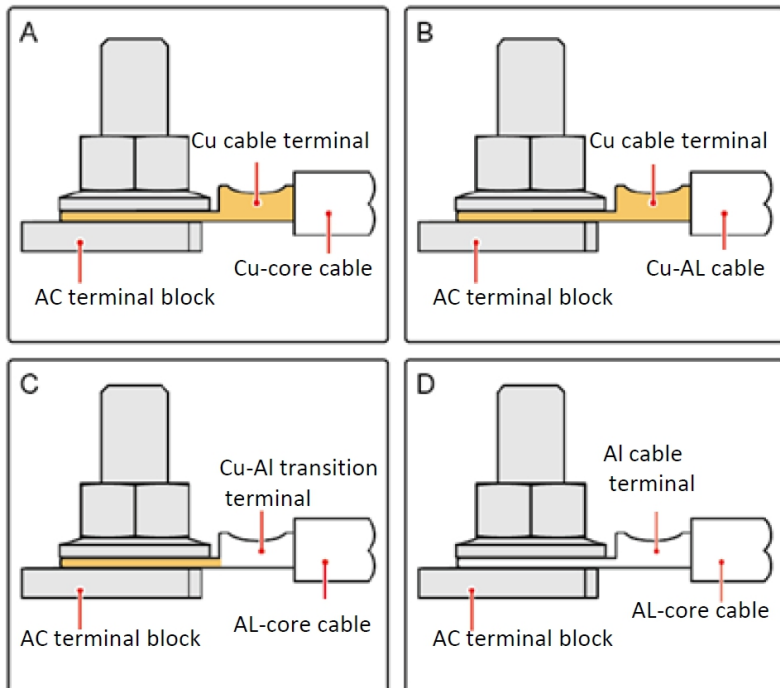 A
Cu cable terminal
Cu-core cable
AC terminal block
B
Cu cable terminal
Cu-AL cable
AC terminal block
C
Cu-Al transition
terminal
AL-core cable
AC terminal block
D
Al cable
terminal
AL-core cable
AC terminal block